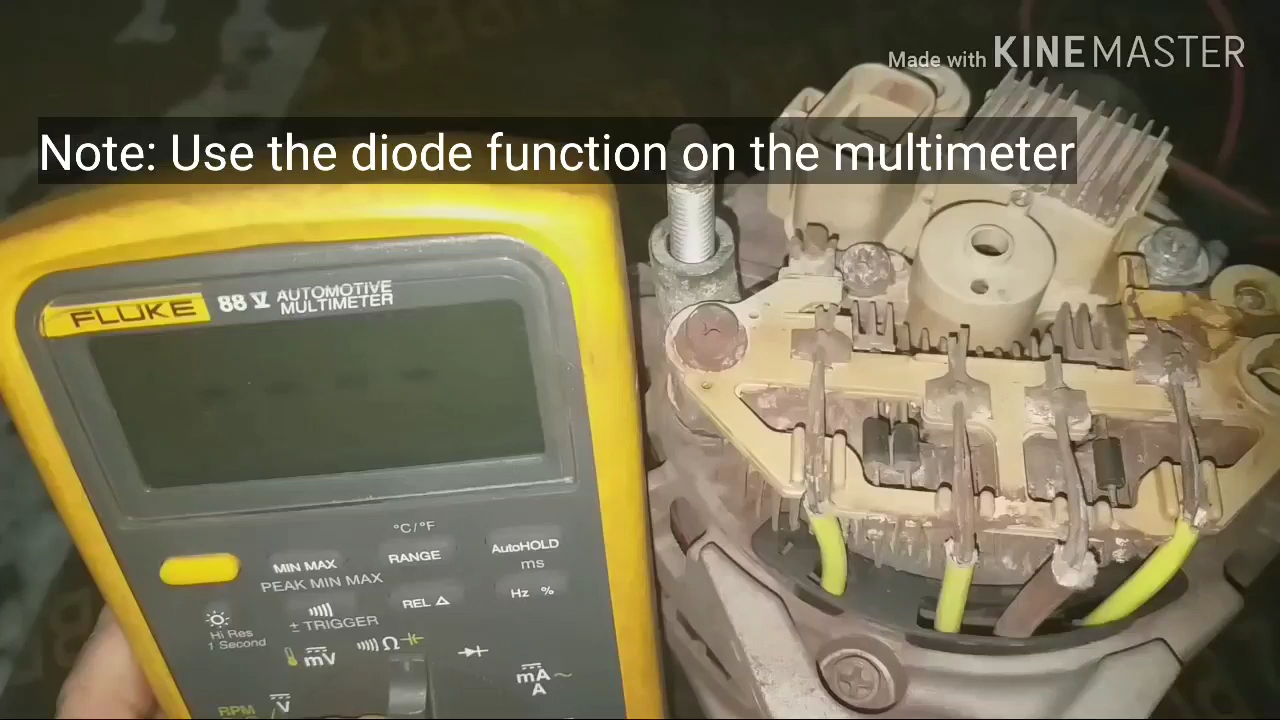 Made with KINEMASTER
Note: Use the diode function on the multimeter
FLUKE 88 V AUTOMOTIVE
MULTIMETER
°C/°F
MIN MAX RANGE AutoHOLD
PEAK MIN MAX ms
REL △ Hz %
± TRIGGER
Hi Res
1 Second
mV Ω mA
A
RPM V